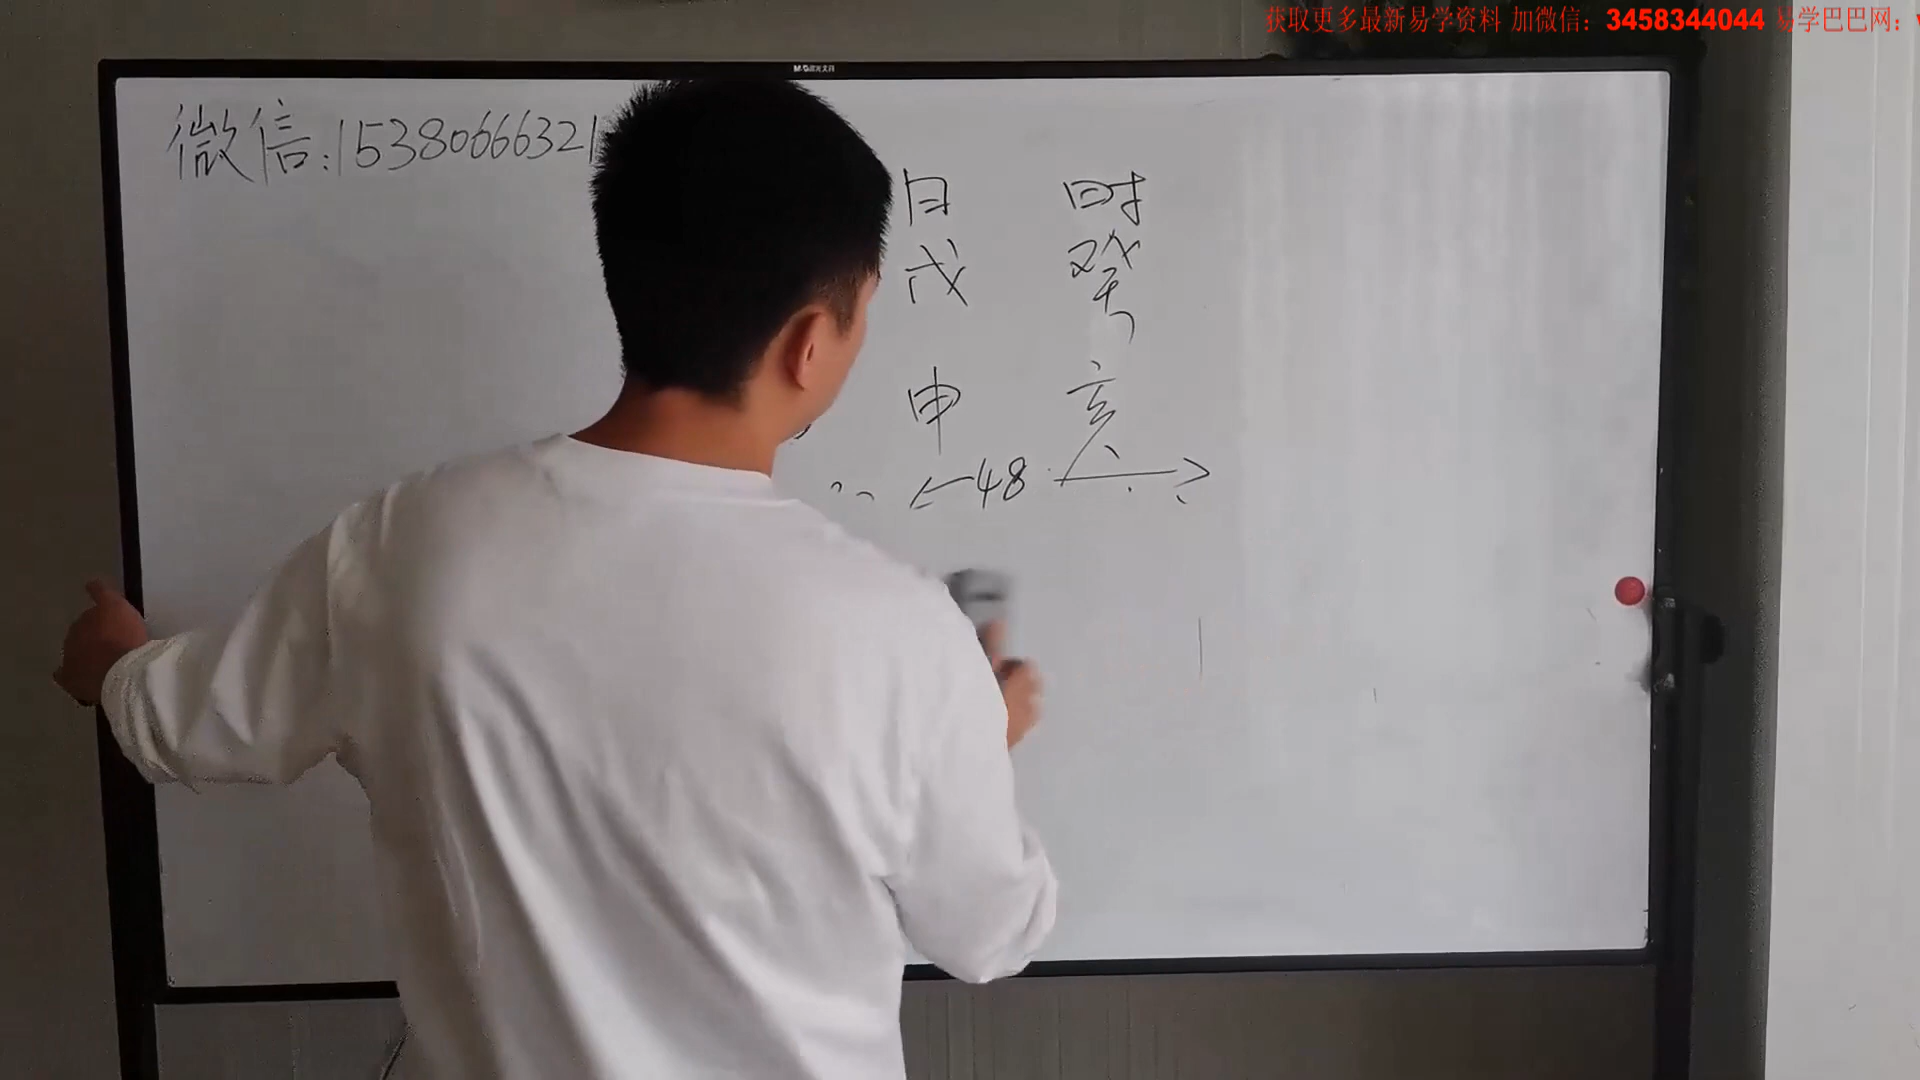 获取更多最新易学资料 加微信：3458344044 易学巴巴网：
微信:15380666321
日 时
戊 癸
申 亥
48